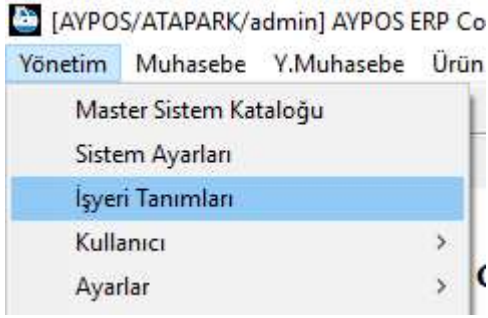 [AYPOS/ATAPARK/admin] AYPOS ERP Co
Yönetim Muhasebe Y.Muhasebe Ürün
Master Sistem Kataloğu
Sistem Ayarları
İşyeri Tanımları
Kullanıcı
Ayarlar